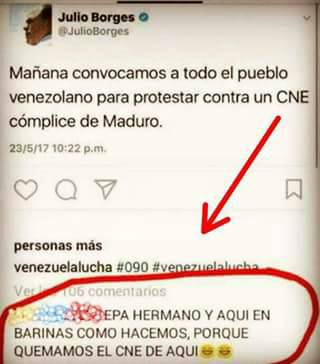 Julio Borges
@JulioBorges
Mañana convocamos a todo el pueblo
venezolano para protestar contra un CNE
cómplice de Maduro.
23/5/17 10:22 p.m.
personas más
venezuelalucha #090 #venezuelalucha
Ver los 106 comentarios
EPA HERMANO Y AQUI EN
BARINAS COMO HACEMOS, PORQUE
QUEMAMOS EL CNE DE AQUI